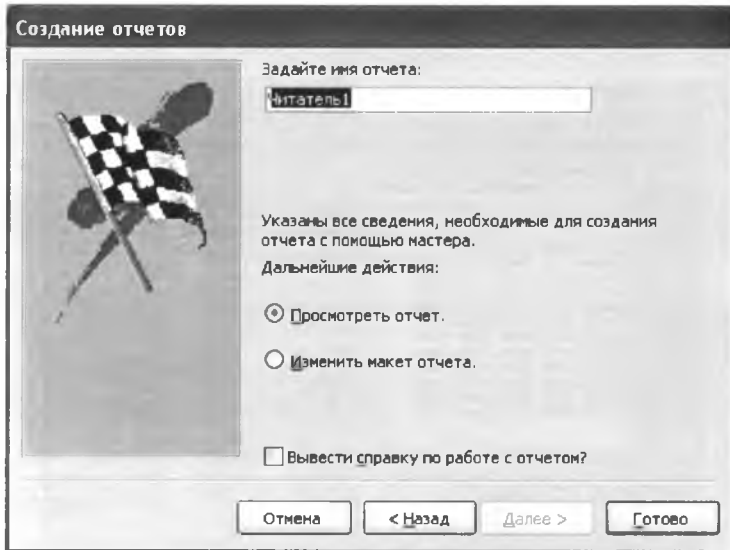 Создание отчетов
Задайте имя отчета:
Читатель1
Указаны все сведения, необходимые для создания
отчета с помощью мастера.
Дальнейшие действия:
Просмотреть отчет.
Изменить макет отчета.
Вывести справку по работе с отчетом?
Отмена
< Назад
Далее >
Готово